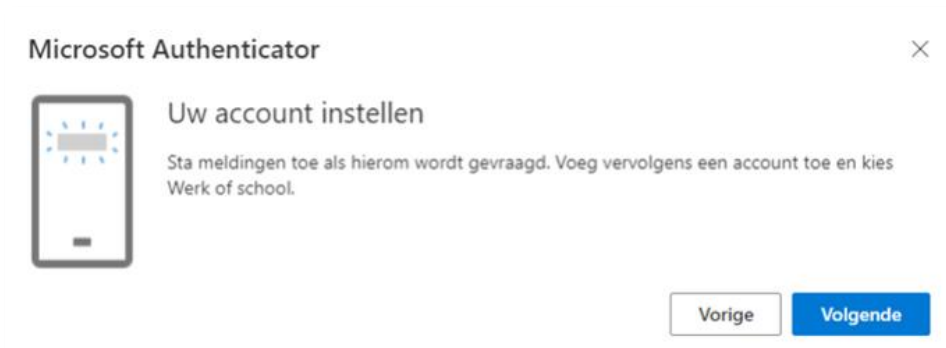 Microsoft Authenticator
Uw account instellen
Sta meldingen toe als hierom wordt gevraagd. Voeg vervolgens een account toe en kies
Werk of school.
Vorige
Volgende